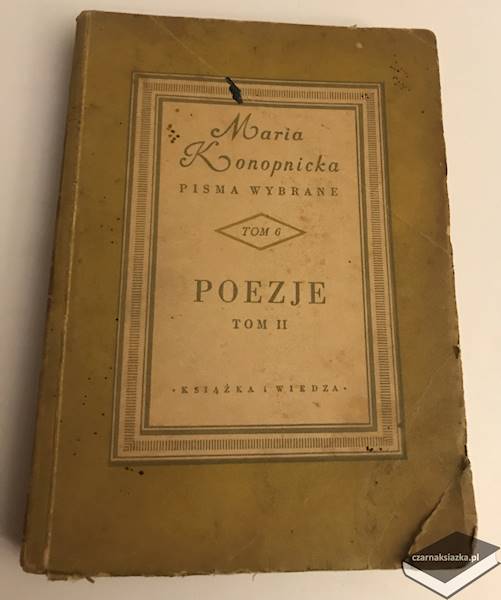 Maria
Konopnicka
PISMA WYBRANE
TOM 6
POEZJE
TOM II
· KSIĄŻKA i WIEDZA ·
czarnaksiazka.pl